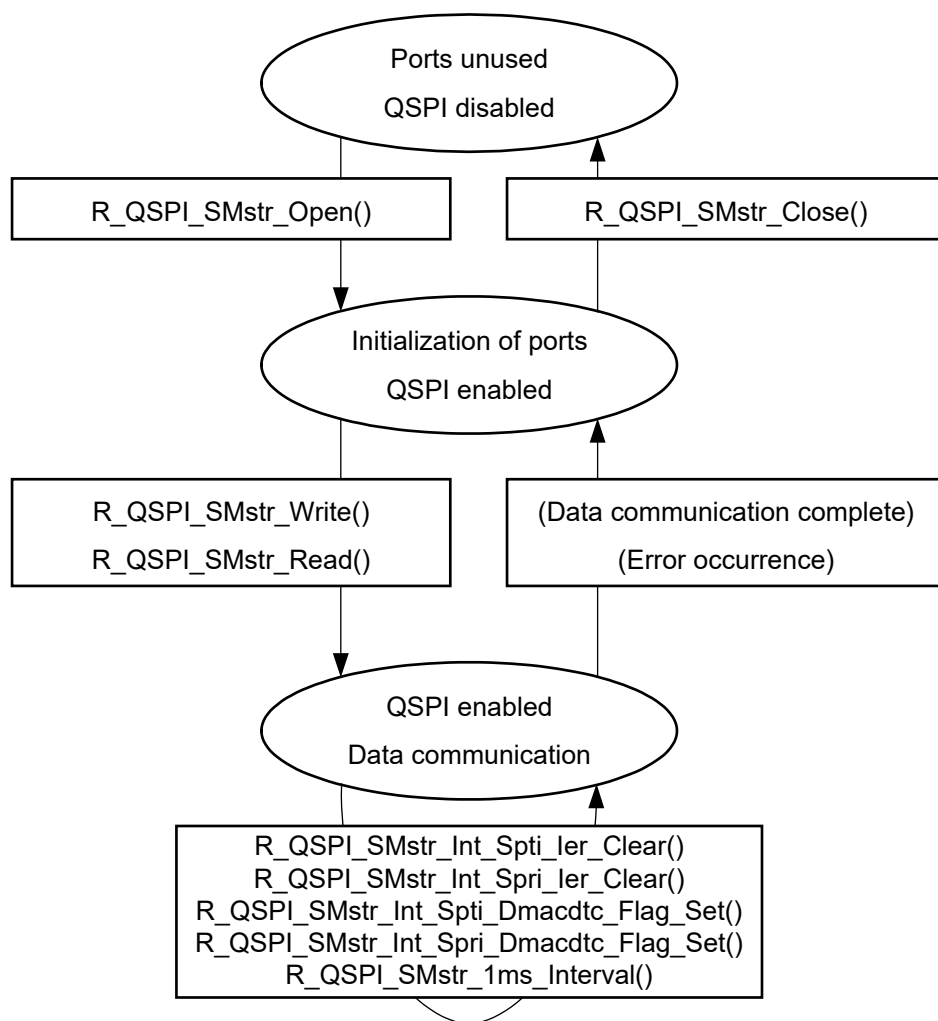 Ports unused
QSPI disabled
R_QSPI_SMstr_Open()
R_QSPI_SMstr_Close()
Initialization of ports
QSPI enabled
R_QSPI_SMstr_Write()
R_QSPI_SMstr_Read()
(Data communication complete)
(Error occurrence)
QSPI enabled
Data communication
R_QSPI_SMstr_Int_Spti_Ier_Clear()
R_QSPI_SMstr_Int_Spri_Ier_Clear()
R_QSPI_SMstr_Int_Spti_Dmacdtc_Flag_Set()
R_QSPI_SMstr_Int_Spri_Dmacdtc_Flag_Set()
R_QSPI_SMstr_1ms_Interval()